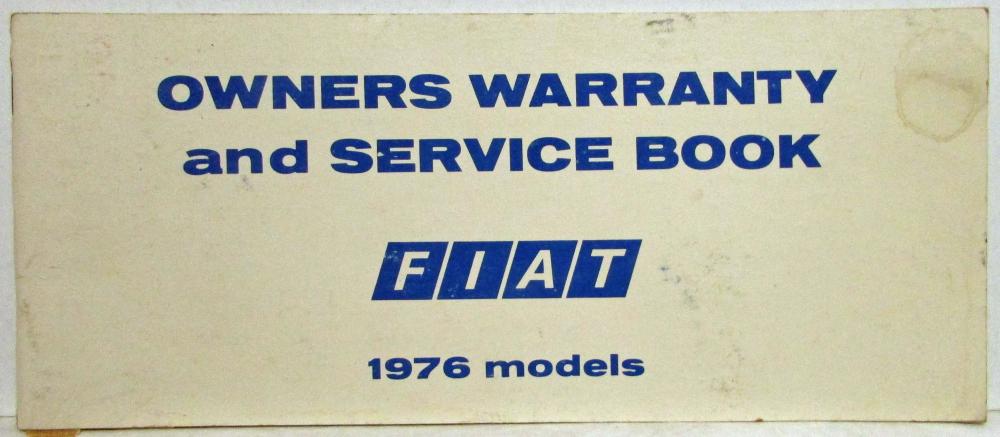 OWNERS WARRANTY
and SERVICE BOOK
FIAT
1976 models